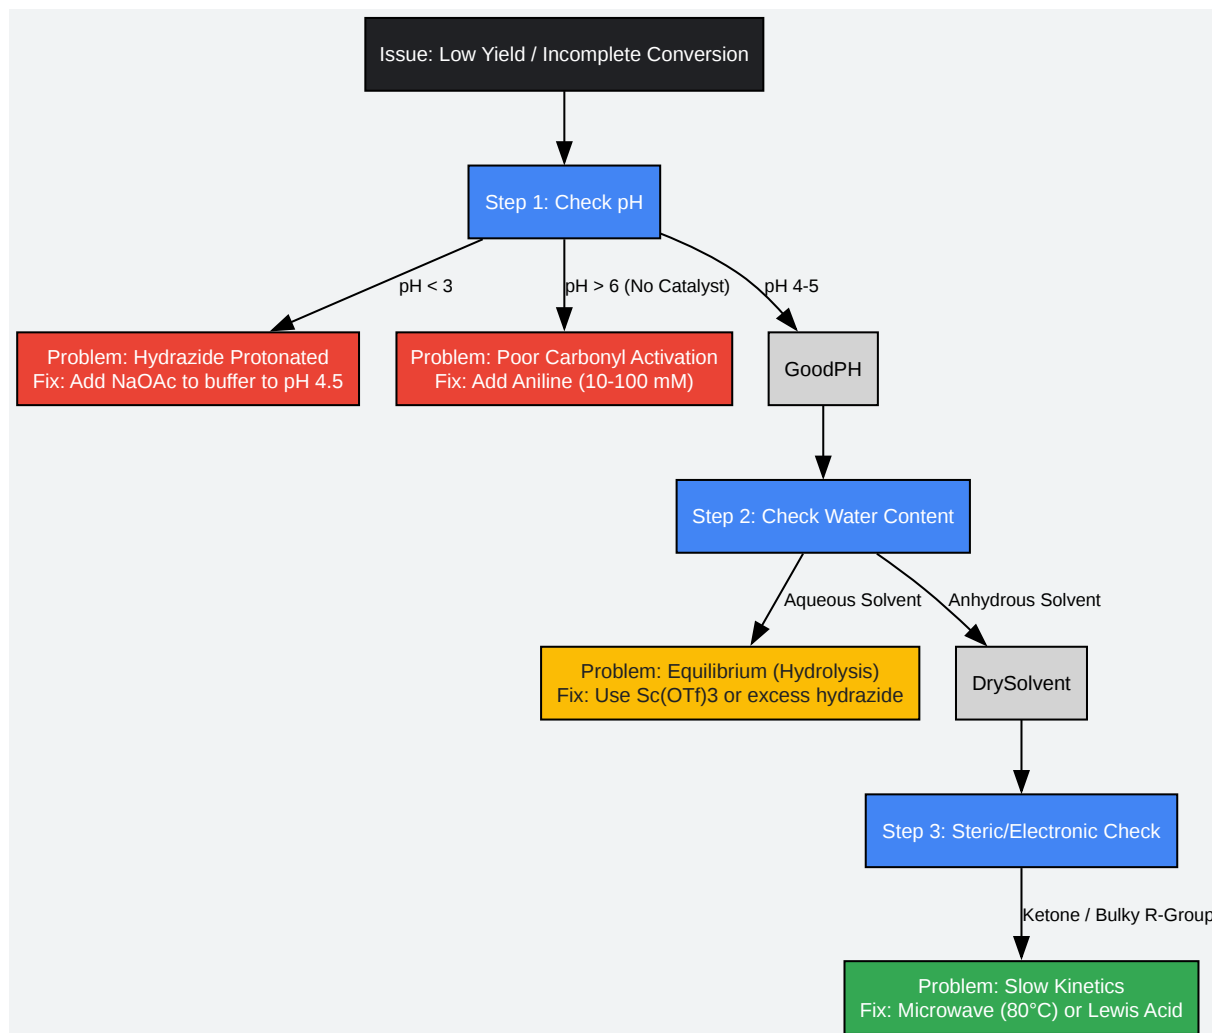 Issue: Low Yield / Incomplete Conversion
Step 1: Check pH
pH < 3
pH > 6 (No Catalyst)
pH 4-5
Problem: Hydrazide Protonated
Fix: Add NaOAc to buffer to pH 4.5
Problem: Poor Carbonyl Activation
Fix: Add Aniline (10-100 mM)
GoodPH
Step 2: Check Water Content
Aqueous Solvent
Anhydrous Solvent
Problem: Equilibrium (Hydrolysis)
Fix: Use Sc(OTf)3 or excess hydrazide
DrySolvent
Step 3: Steric/Electronic Check
Ketone / Bulky R-Group
Problem: Slow Kinetics
Fix: Microwave (80°C) or Lewis Acid